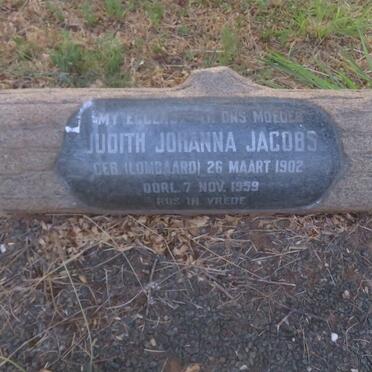 MY EGGENOOT EN ONS MOEDER
JUDITH JOHANNA JACOBS
GEB. (LOMBAARD) 26 MAART 1902
OORL. 7 NOV. 1959
RUS IN VREDE